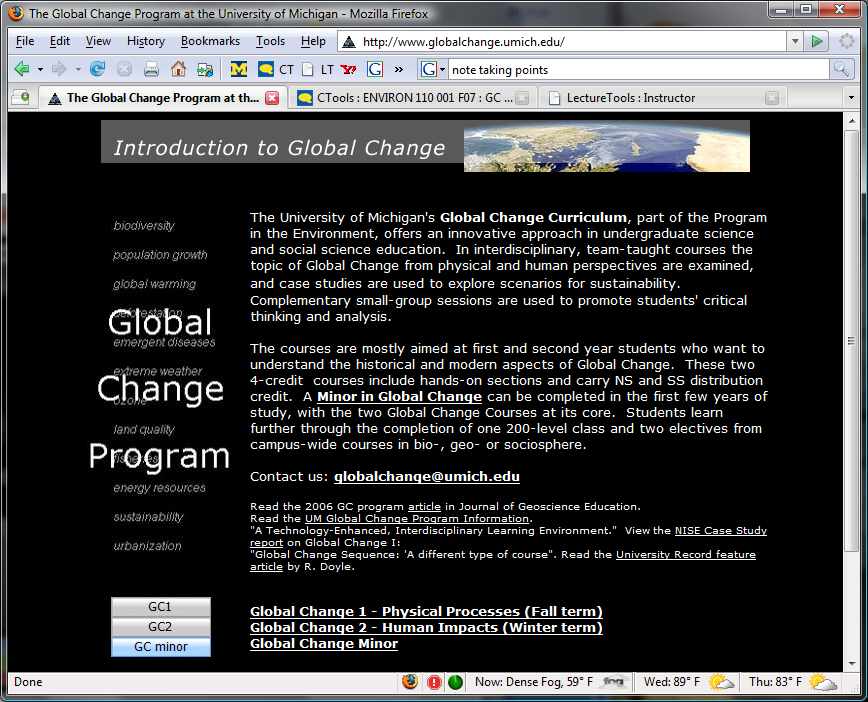 The Global Change Program at the University of Michigan - Mozilla Firefox
File Edit View History Bookmarks Tools Help http://www.globalchange.umich.edu/
M CT LT Y! G » G note taking points
The Global Change Program at th... CTools : ENVIRON 110 001 F07 : GC ... LectureTools : Instructor
Introduction to Global Change
biodiversity
population growth
global warming
deforestation
Global
emergent diseases
extreme weather
Change
ozone
land quality
Program
fisheries
energy resources
sustainability
urbanization
The University of Michigan's Global Change Curriculum, part of the Program
in the Environment, offers an innovative approach in undergraduate science
and social science education. In interdisciplinary, team-taught courses the
topic of Global Change from physical and human perspectives are examined,
and case studies are used to explore scenarios for sustainability.
Complementary small-group sessions are used to promote students' critical
thinking and analysis.
The courses are mostly aimed at first and second year students who want to
understand the historical and modern aspects of Global Change. These two
4-credit courses include hands-on sections and carry NS and SS distribution
credit. A Minor in Global Change can be completed in the first few years of
study, with the two Global Change Courses at its core. Students learn
further through the completion of one 200-level class and two electives from
campus-wide courses in bio-, geo- or sociosphere.
Contact us: globalchange@umich.edu
Read the 2006 GC program article in Journal of Geoscience Education.
Read the UM Global Change Program Information.
"A Technology-Enhanced, Interdisciplinary Learning Environment." View the NISE Case Study
report on Global Change I:
"Global Change Sequence: 'A different type of course". Read the University Record feature
article by R. Doyle.
GC1
GC2
GC minor
Global Change 1 - Physical Processes (Fall term)
Global Change 2 - Human Impacts (Winter term)
Global Change Minor
Done Now: Dense Fog, 59° F fog Wed: 89° F Thu: 83° F